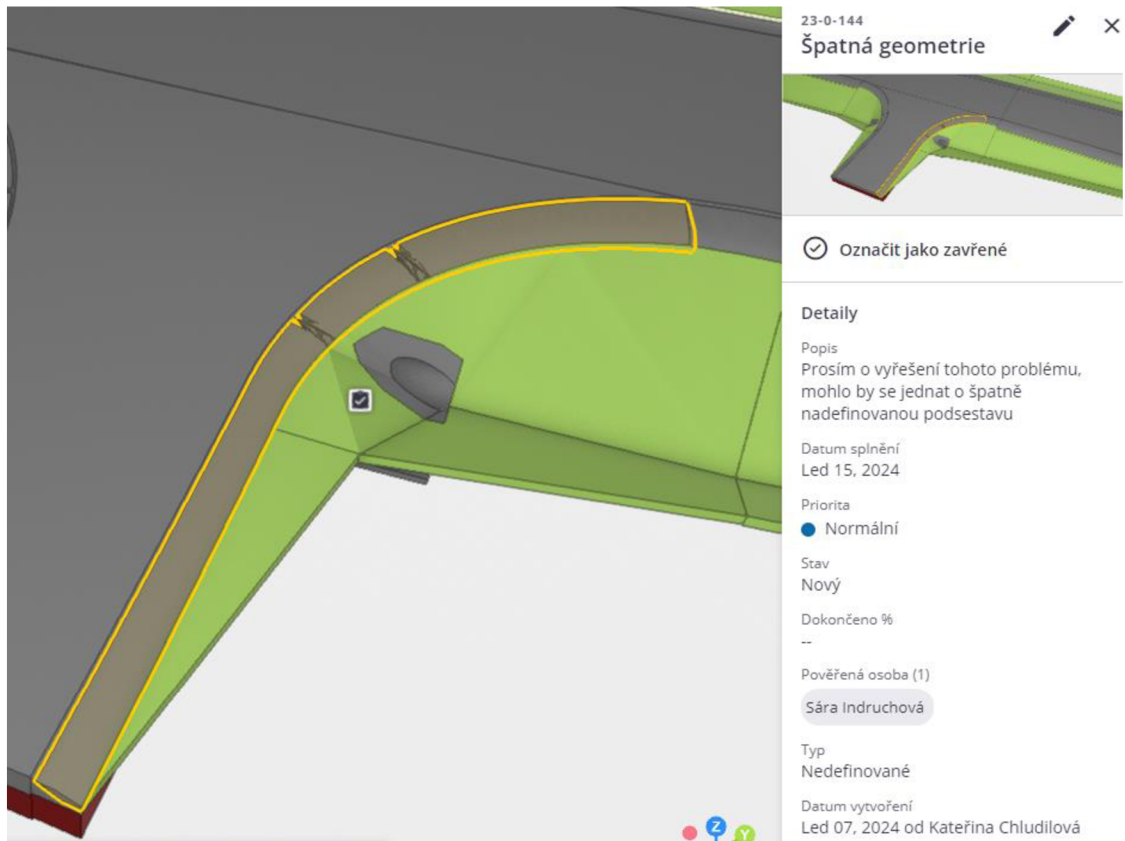 23-0-144
Špatná geometrie
Označit jako zavřené
Detaily
Popis
Prosím o vyřešení tohoto problému,
mohlo by se jednat o špatně
nadefinovanou podsestavu
Datum splnění
Led 15, 2024
Priorita
Normální
Stav
Nový
Dokončeno %
--
Pověřená osoba (1)
Sára Indruchová
Typ
Nedefinované
Datum vytvoření
Led 07, 2024 od Kateřina Chludilová
Z
Y